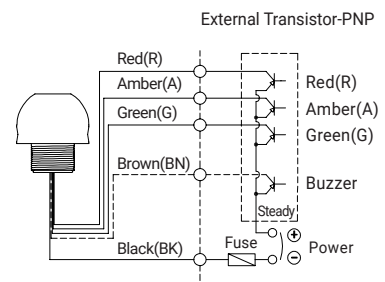 External Transistor-PNP
Red(R)
Amber(A)
Green(G)
Brown(BN)
Black(BK)
Fuse
Red(R)
Amber(A)
Green(G)
Buzzer
Steady
+
Power
−